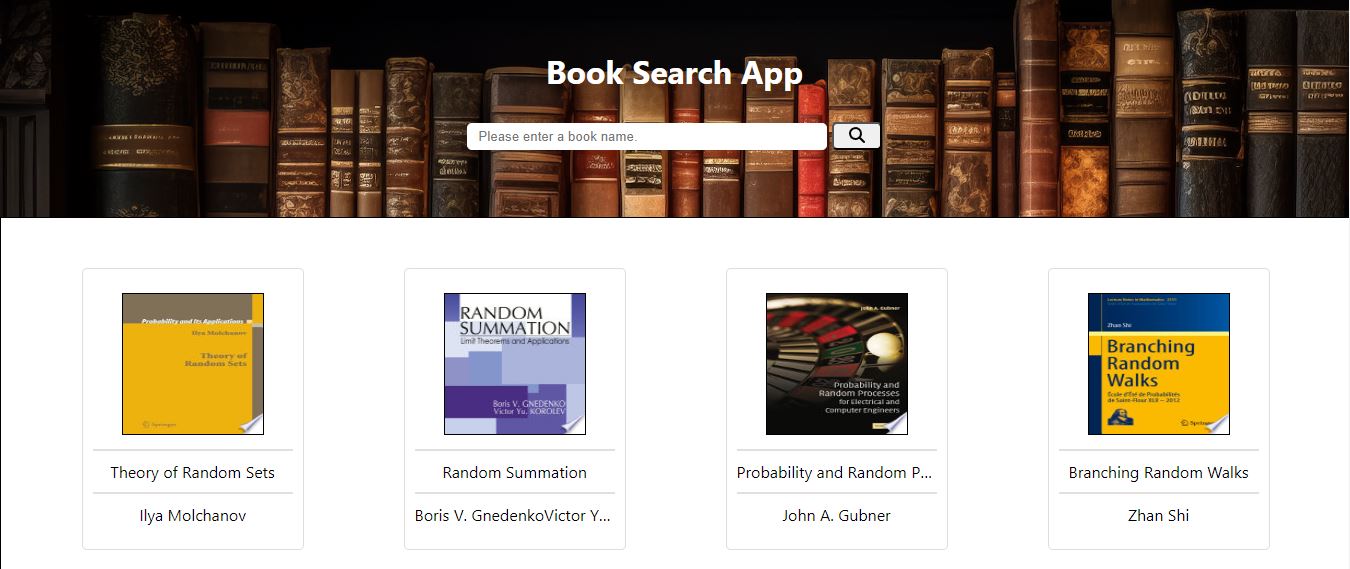 Book Search App
Please enter a book name.
Probability and Its Applications
Ilya Molchanov
Theory of
Random Sets
Springer
Theory of Random Sets
Ilya Molchanov
RANDOM
SUMMATION
Limit Theorems and Applications
Boris V. GNEDENKO
Victor Yu. KOROLEV
Random Summation
Boris V. GnedenkoVictor Y...
John A. Gubner
Probability and
Random Processes
for Electrical and
Computer Engineers
Probability and Random P...
John A. Gubner
Lecture Notes in Mathematics
Zhan Shi
Branching
Random
Walks
École d'Été de Probabilités
de Saint-Flour XLII – 2012
Branching Random Walks
Zhan Shi